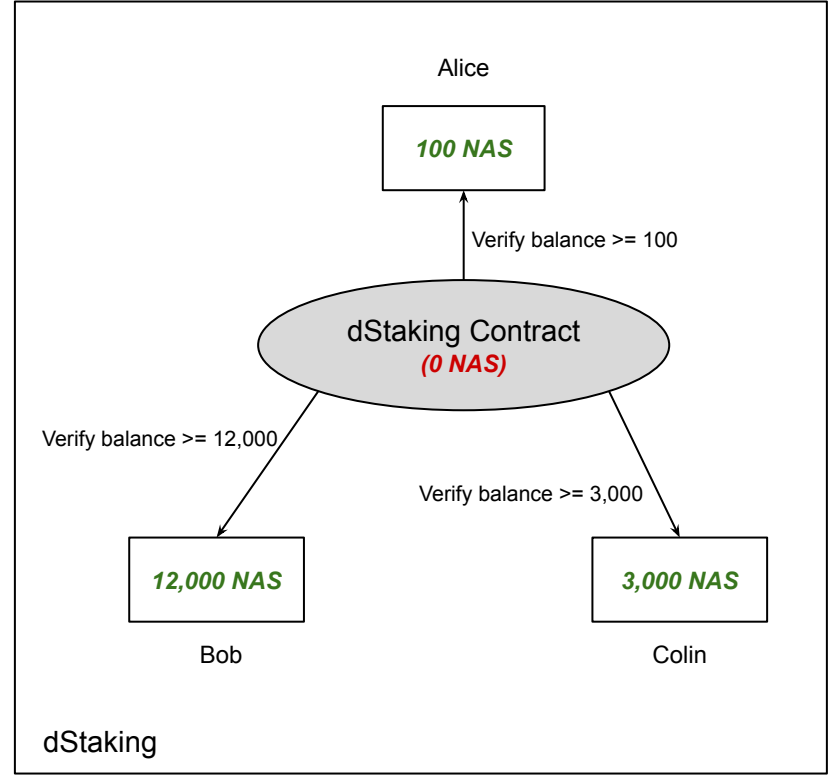 Alice
100 NAS
Verify balance >= 100
dStaking Contract
(0 NAS)
Verify balance >= 12,000
Verify balance >= 3,000
12,000 NAS
3,000 NAS
Bob
Colin
dStaking